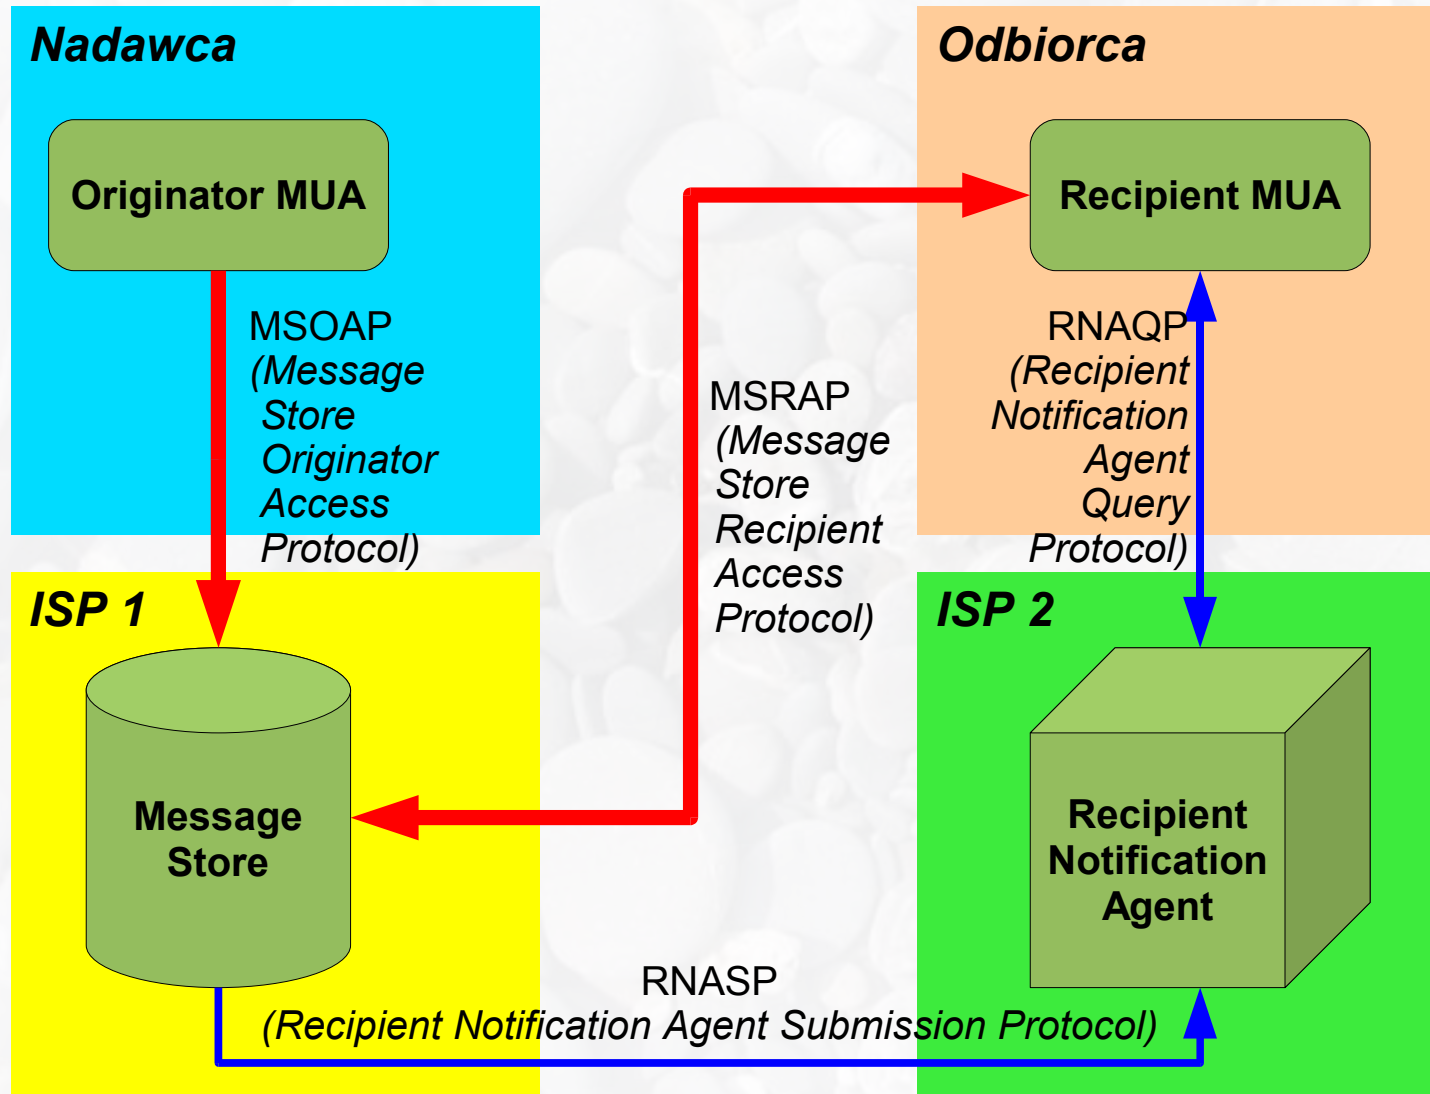 Nadawca
Originator MUA
MSOAP
(Message
Store
Originator
Access
Protocol)
Odbiorca
Recipient MUA
RNAQP
(Recipient
Notification
Agent
Query
Protocol)
MSRAP
(Message
Store
Recipient
Access
Protocol)
ISP 1
Message
Store
ISP 2
Recipient
Notification
Agent
RNASP
(Recipient Notification Agent Submission Protocol)